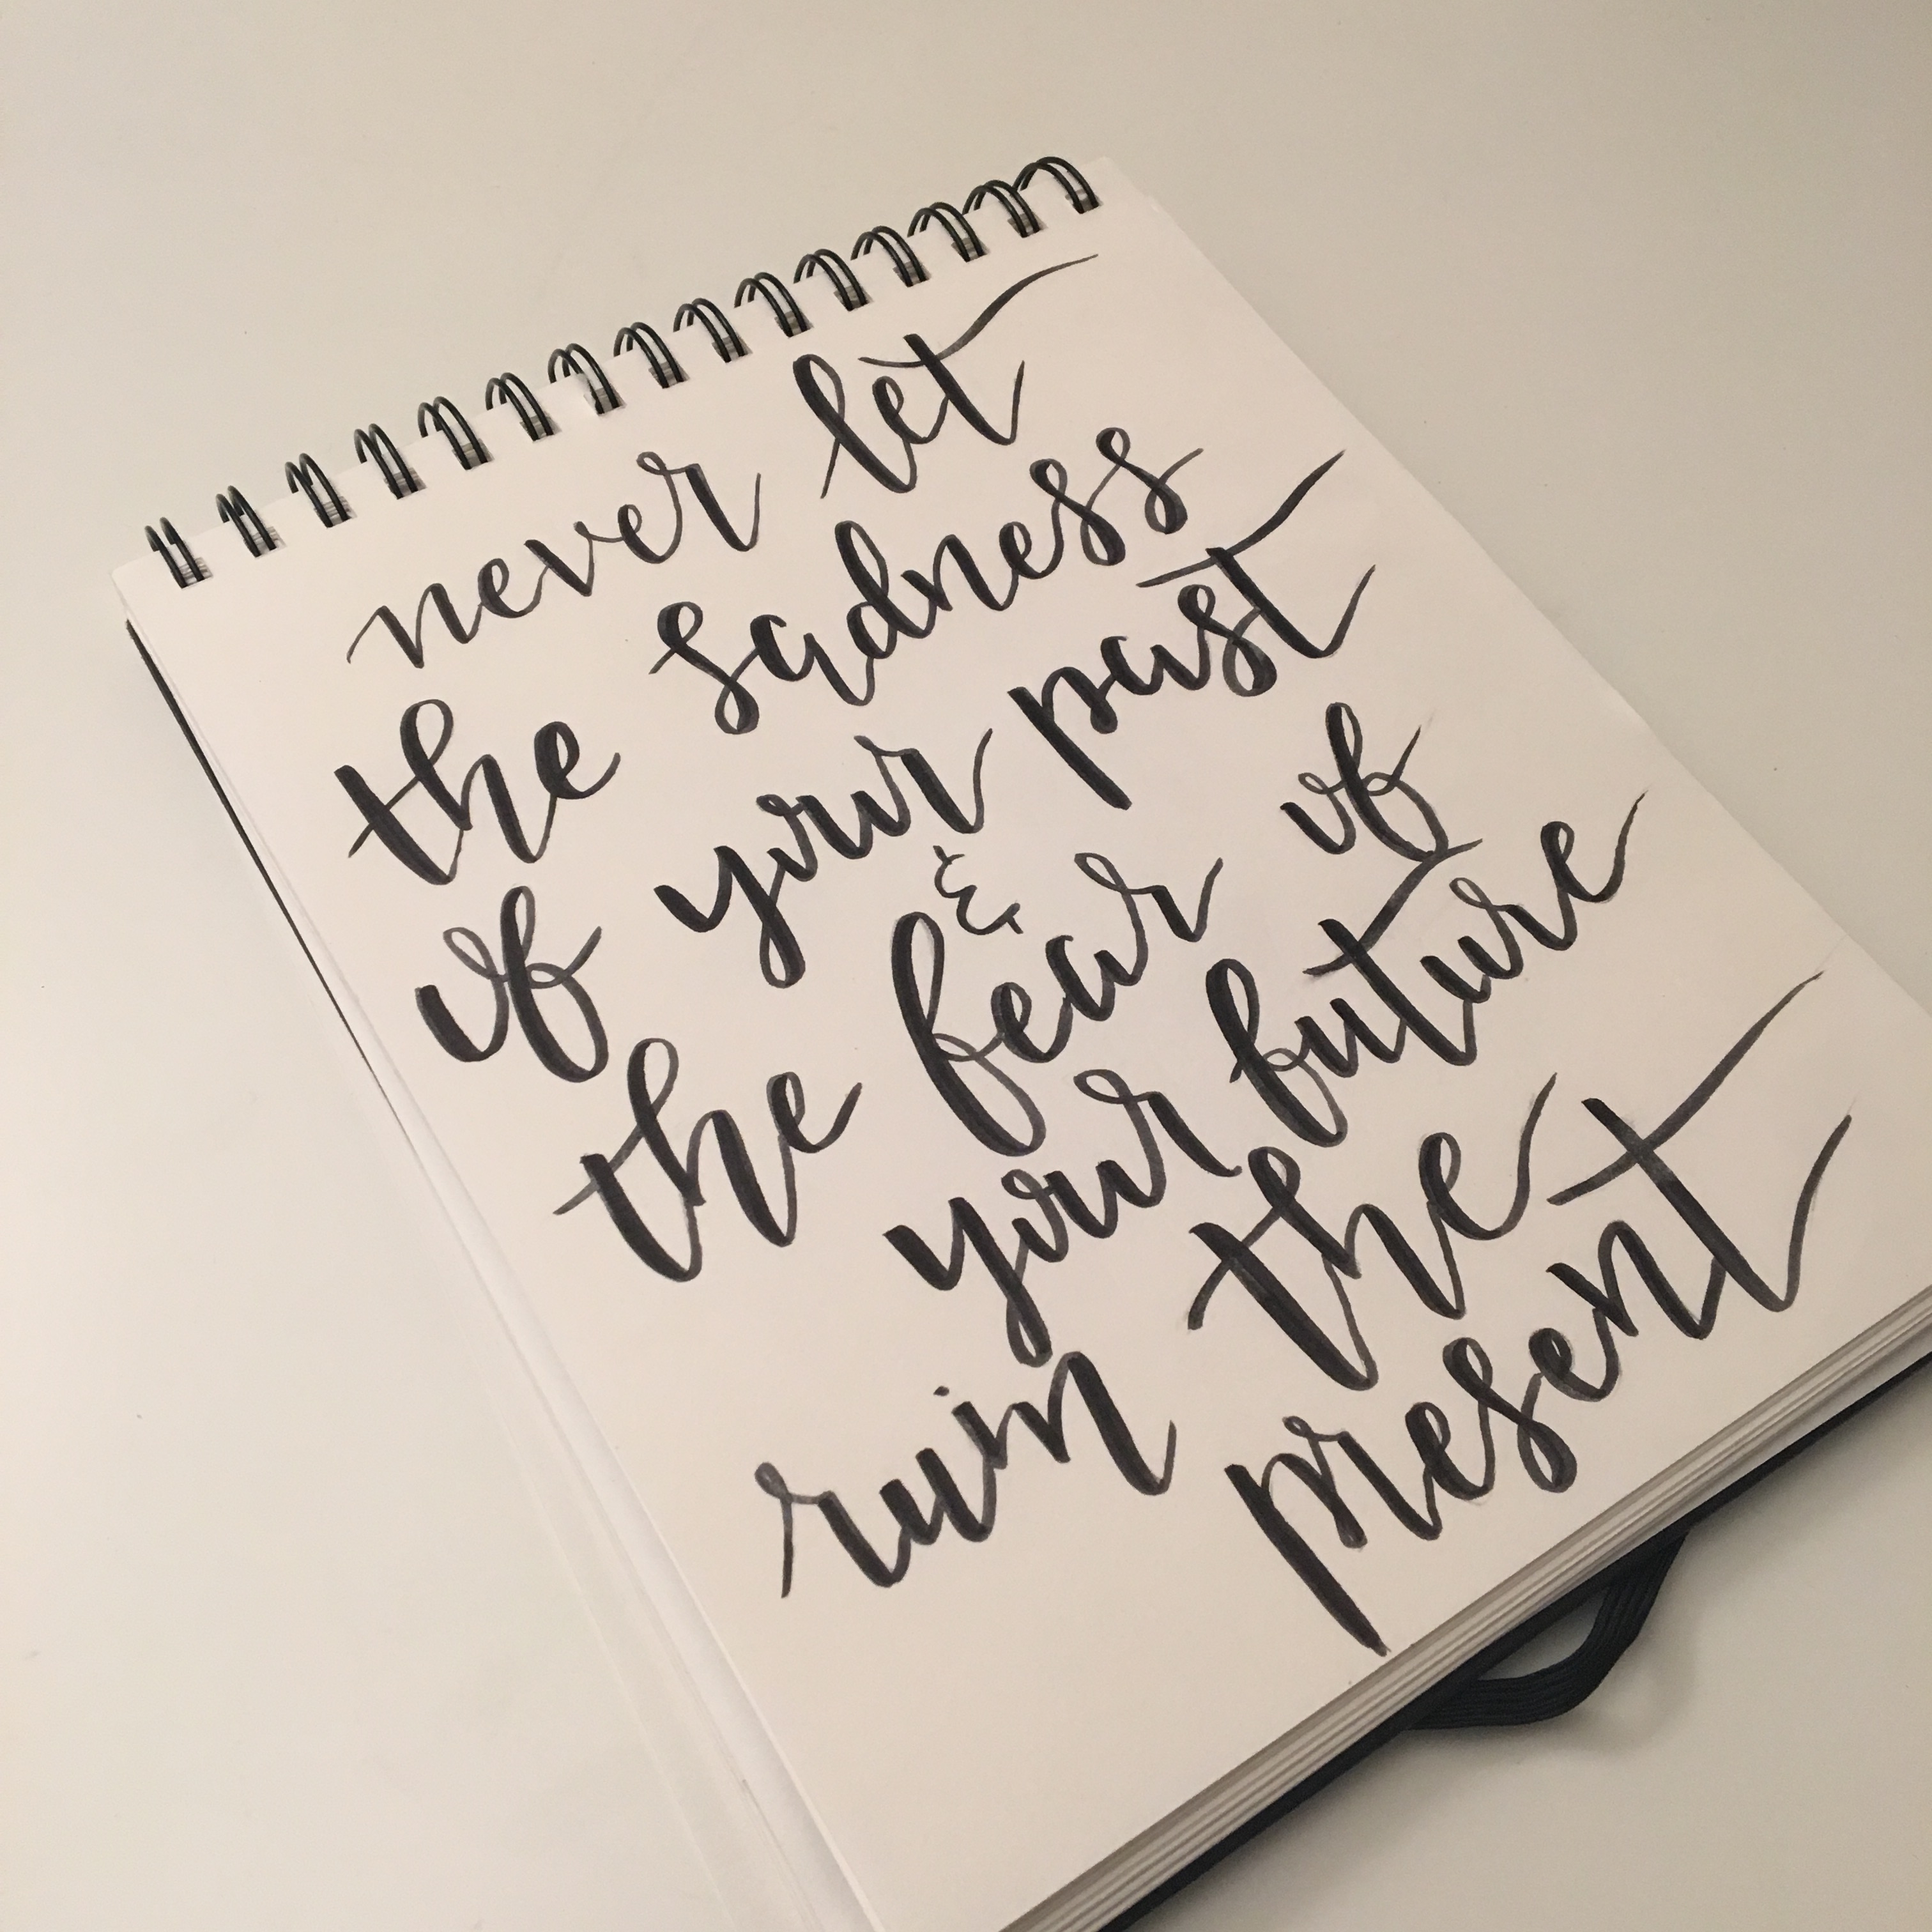 never let
the sadness
of your past
&
the fear of
your future
ruin the
present